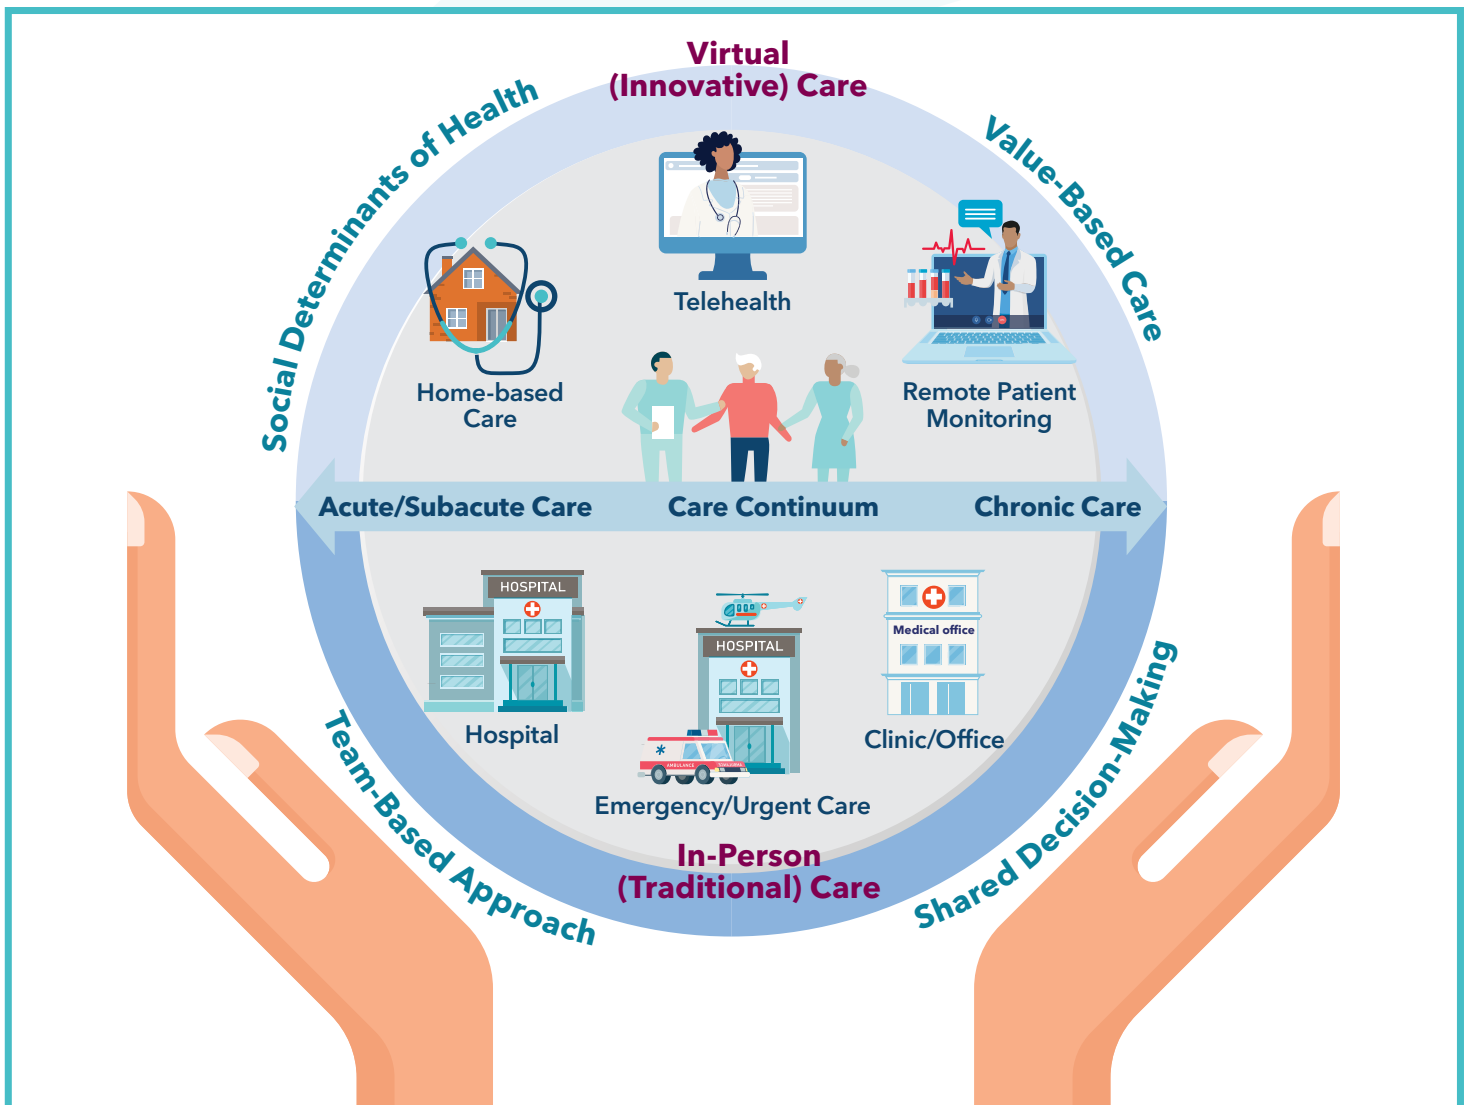 Virtual
(Innovative) Care
Social Determinants of Health
Value-Based Care
Telehealth
Home-based
Care
Remote Patient
Monitoring
Acute/Subacute Care
Care Continuum
Chronic Care
HOSPITAL
Hospital
HOSPITAL
AMBULANCE
Emergency/Urgent Care
Medical office
Clinic/Office
In-Person
(Traditional) Care
Team-Based Approach
Shared Decision-Making